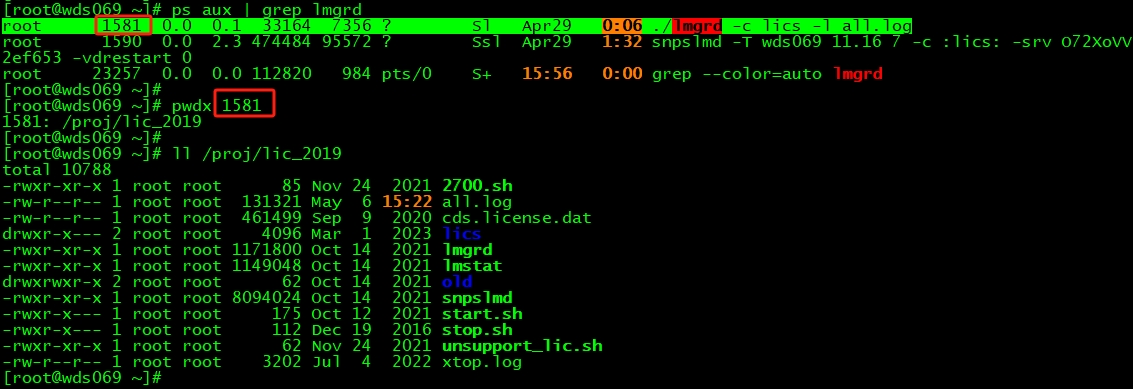 [root@wds069 ~]# ps aux | grep lmgrd
root 1581 0.0 0.1 33164 7356 ? Sl Apr29 0:06 ./lmgrd -c lics -l all.log
root 1590 0.0 2.3 474484 95572 ? Ssl Apr29 1:32 snpslmd -T wds069 11.16 7 -c :lics: -srv O72XoVV
2ef653 -vdrestart 0
root 23257 0.0 0.0 112820 984 pts/0 S+ 15:56 0:00 grep --color=auto lmgrd
[root@wds069 ~]#
[root@wds069 ~]# pwdx 1581
1581: /proj/lic_2019
[root@wds069 ~]#
[root@wds069 ~]# ll /proj/lic_2019
total 10788
-rwxr-xr-x 1 root root 85 Nov 24 2021 2700.sh
-rw-r--r-- 1 root root 131321 May 6 15:22 all.log
-rw-r--r-- 1 root root 461499 Sep 9 2020 cds.license.dat
drwxr-x--- 2 root root 4096 Mar 1 2023 lics
-rwxr-xr-x 1 root root 1171800 Oct 14 2021 lmgrd
-rwxr-xr-x 1 root root 1149048 Oct 14 2021 lmstat
drwxrwxr-x 2 root root 62 Oct 14 2021 old
-rwxr-xr-x 1 root root 8094024 Oct 14 2021 snpslmd
-rwxr-x--- 1 root root 175 Oct 12 2021 start.sh
-rwxr-x--- 1 root root 112 Dec 19 2016 stop.sh
-rwxr-xr-x 1 root root 62 Nov 24 2021 unsupport_lic.sh
-rw-r--r-- 1 root root 3202 Jul 4 2022 xtop.log
[root@wds069 ~]#